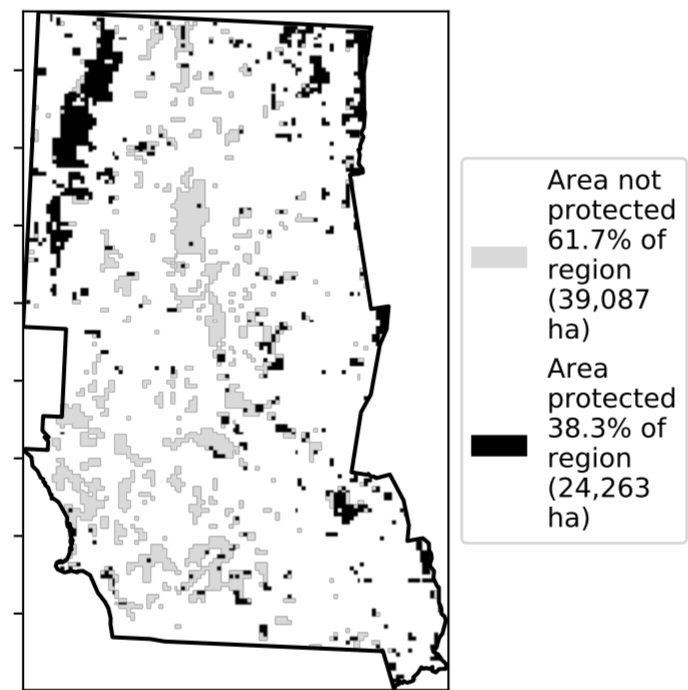 Area not
protected
61.7% of
region
(39,087
ha)
Area
protected
38.3% of
region
(24,263
ha)